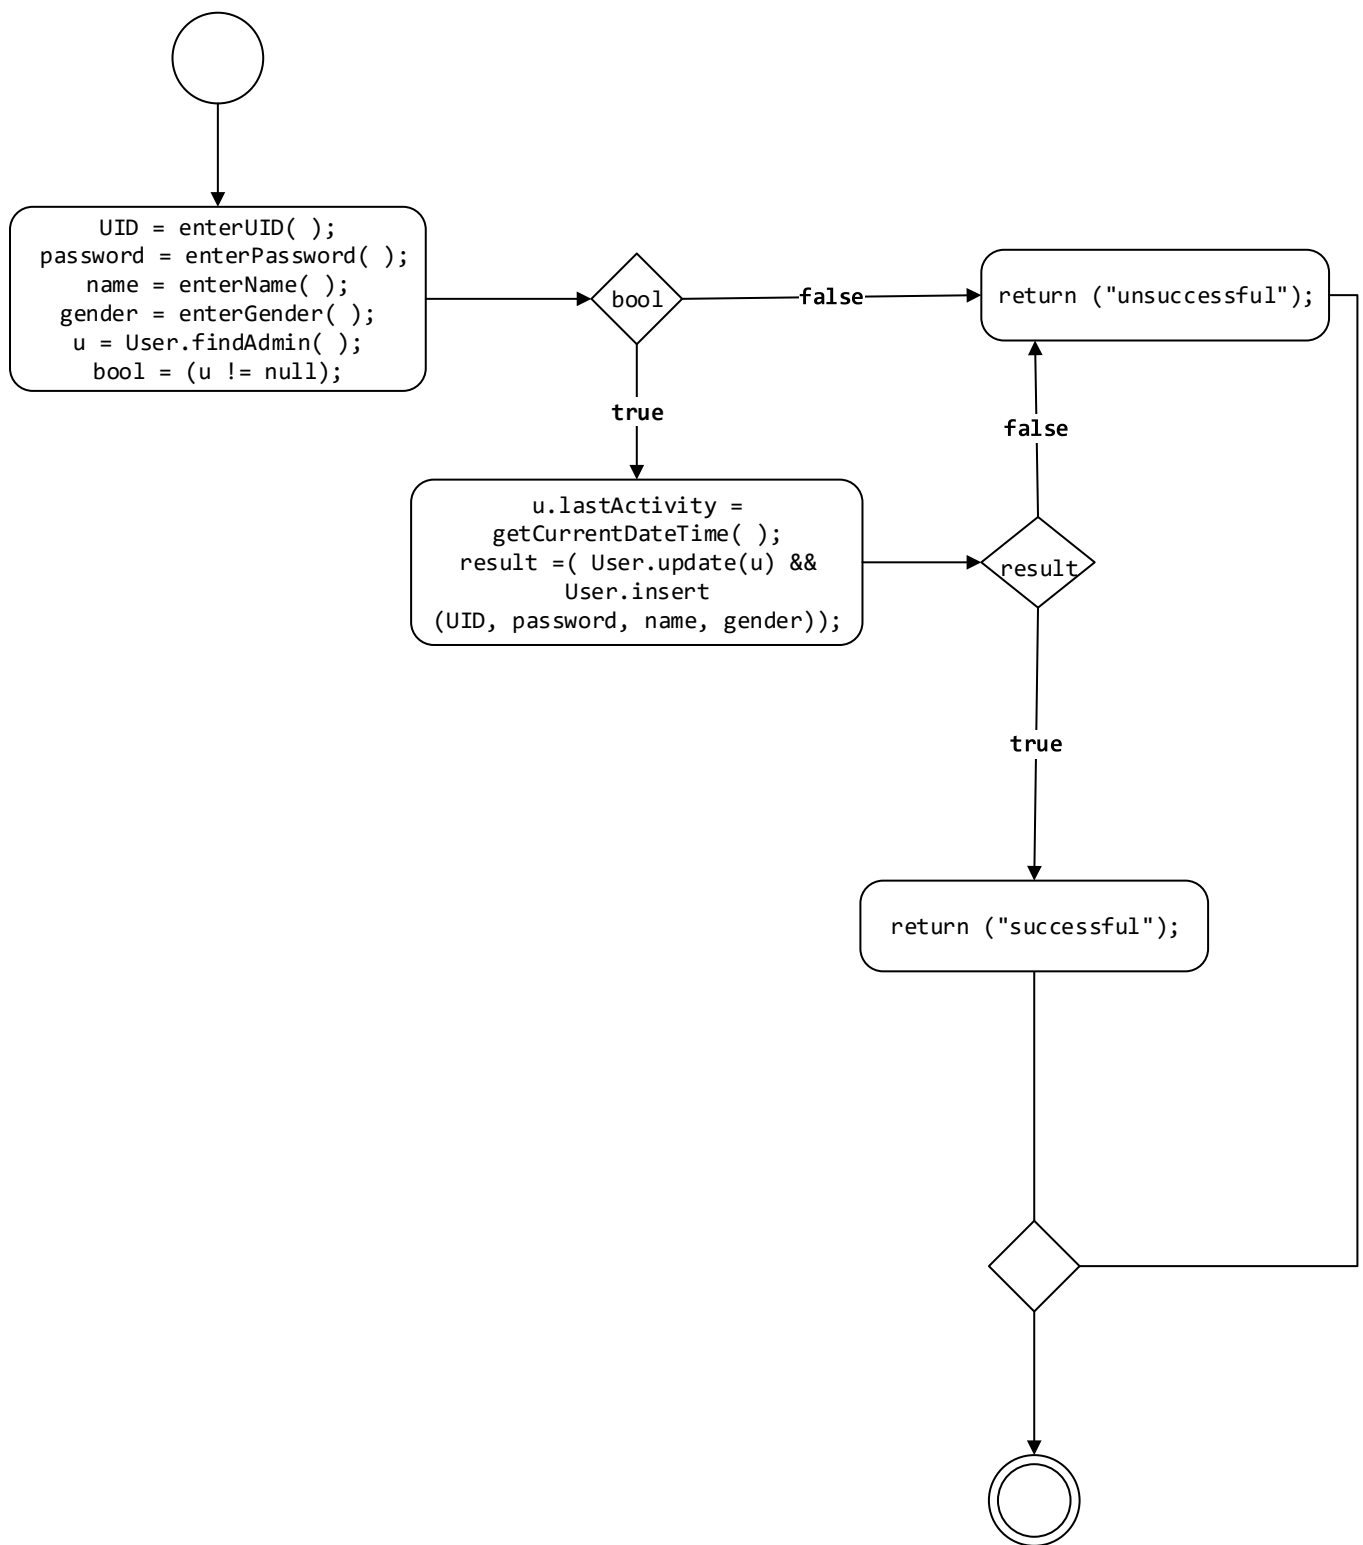 UID = enterUID( );
password = enterPassword( );
name = enterName( );
gender = enterGender( );
u = User.findAdmin( );
bool = (u != null);
bool
false
return ("unsuccessful");
true
false
u.lastActivity =
getCurrentDateTime( );
result =( User.update(u) &&
User.insert
(UID, password, name, gender));
result
true
return ("successful");